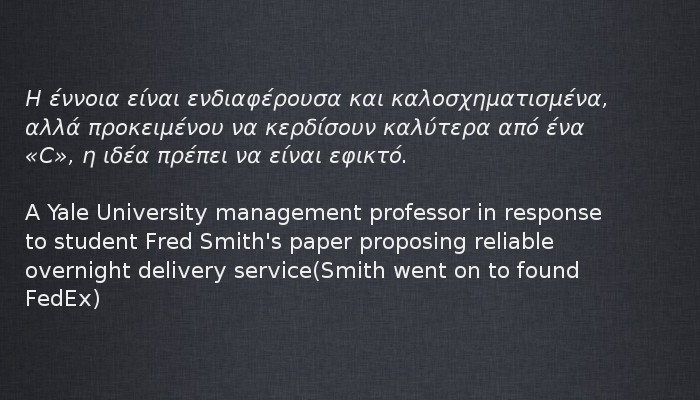 Η έννοια είναι ενδιαφέρουσα και καλοσχηματισμένα,
αλλά προκειμένου να κερδίσουν καλύτερα από ένα
«C», η ιδέα πρέπει να είναι εφικτό.
A Yale University management professor in response
to student Fred Smith's paper proposing reliable
overnight delivery service(Smith went on to found
FedEx)